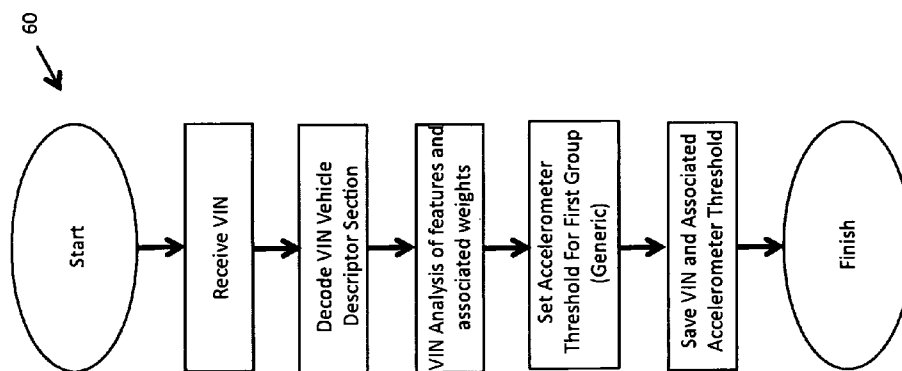 60
Start
Receive VIN
Decode VIN Vehicle
Descriptor Section
VIN Analysis of features and
associated weights
Set Accelerometer
Threshold For First Group
(Generic)
Save VIN and Associated
Accelerometer Threshold
Finish